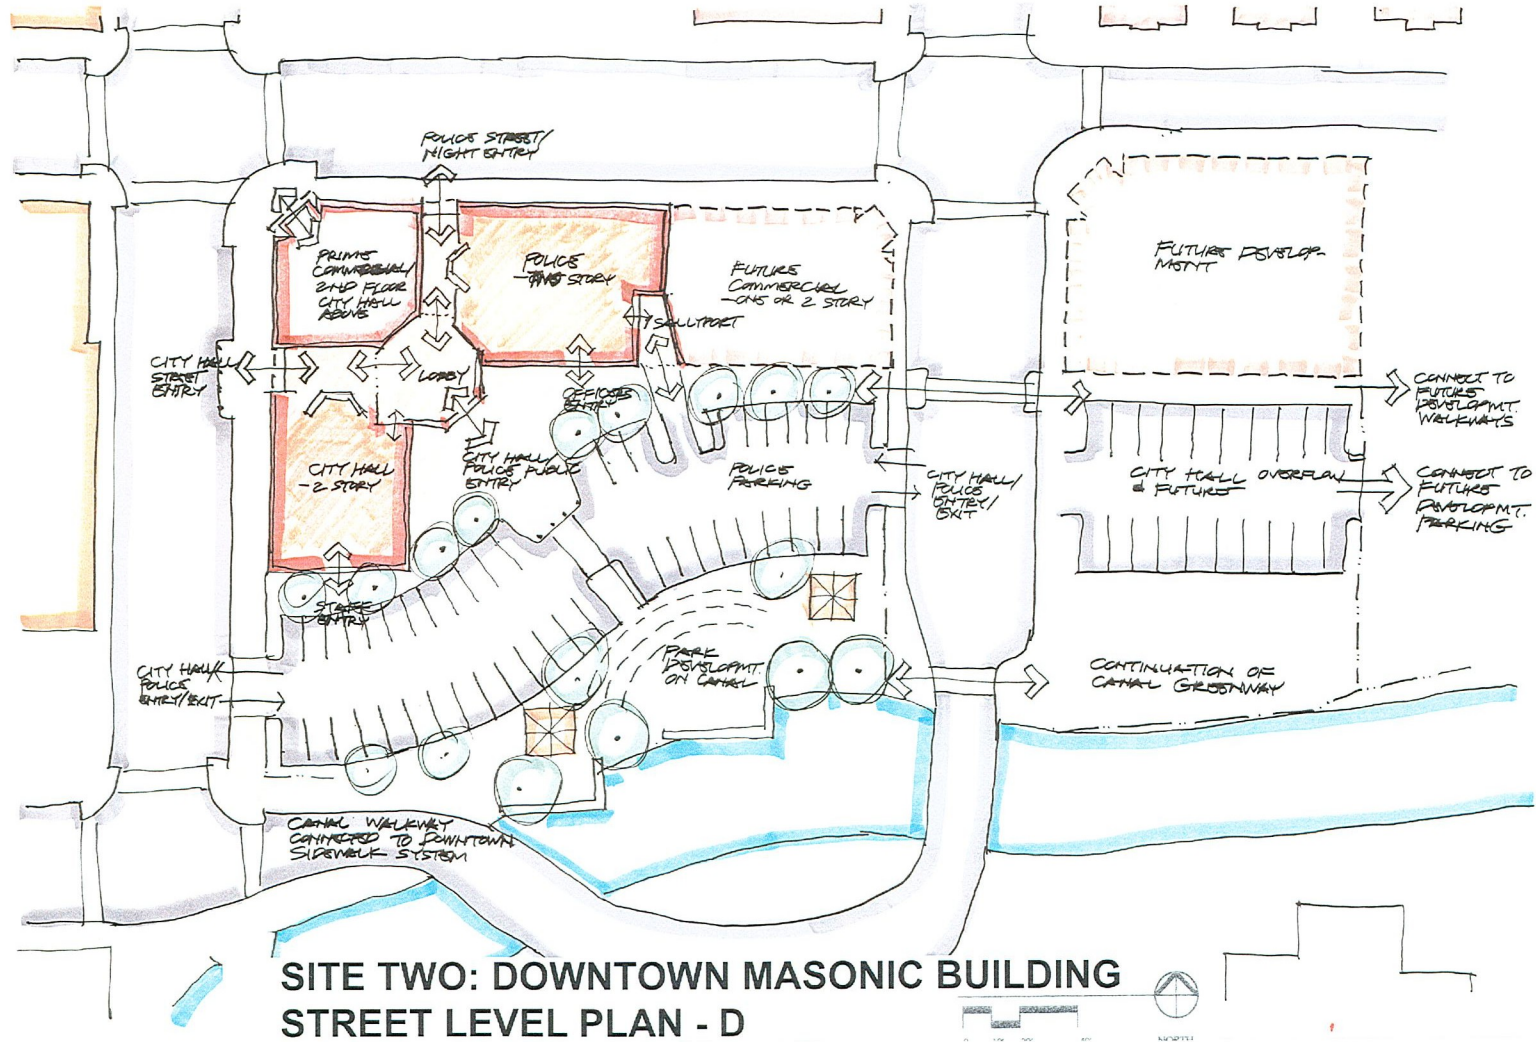 POLICE STREET/
NIGHT ENTRY
PRIME
COMMERCIAL/
2ND FLOOR
CITY HALL
ABOVE
POLICE
-ONE STORY
FUTURE
COMMERCIAL
-ONE OR 2 STORY
FUTURE DEVELOP-
MENT
SALLYPORT
CITY HALL
STREET
ENTRY
LOBBY
OFFICER
ENTRY
CONNECT TO
FUTURE
DEVELOPMT.
WALKWAYS
CITY HALL
-2 STORY
CITY HALL/
POLICE PUBLIC
ENTRY
POLICE
PARKING
CITY HALL/
POLICE
ENTRY/
EXIT
CITY HALL OVERFLOW
& FUTURE
CONNECT TO
FUTURE
DEVELOPMT.
PARKING
STAFF
ENTRY
CITY HALL/
POLICE
ENTRY/EXIT
PARK
DEVELOPMT.
ON CANAL
CONTINUATION OF
CANAL GREENWAY
CANAL WALKWAY
CONNECTED TO DOWNTOWN
SIDEWALK SYSTEM
SITE TWO: DOWNTOWN MASONIC BUILDING
STREET LEVEL PLAN - D
NORTH